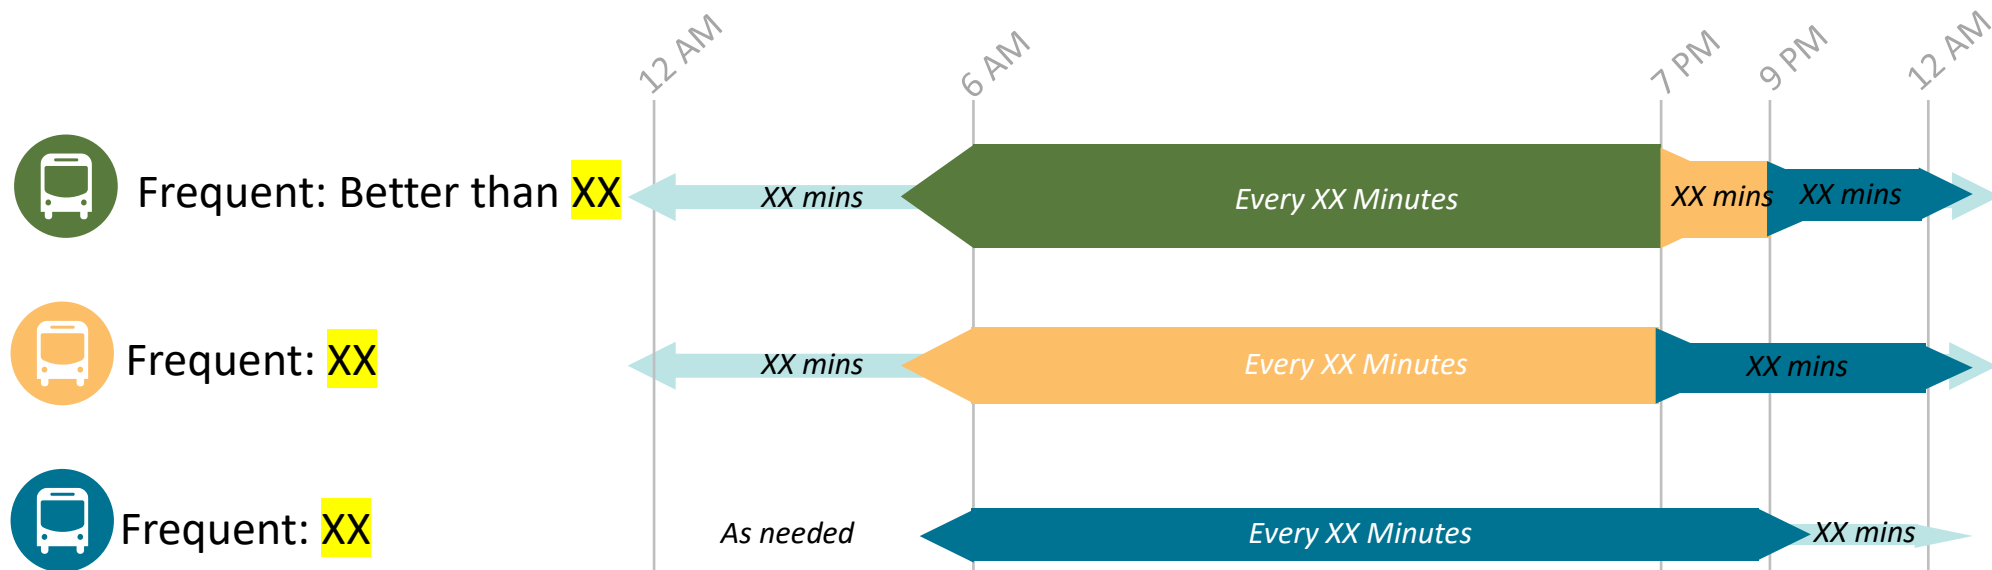 12 AM
6 AM
7 PM
9 PM
12 AM
Frequent: Better than XX
XX mins
Every XX Minutes
XX mins
XX mins
Frequent: XX
XX mins
Every XX Minutes
XX mins
Frequent: XX
As needed
Every XX Minutes
XX mins